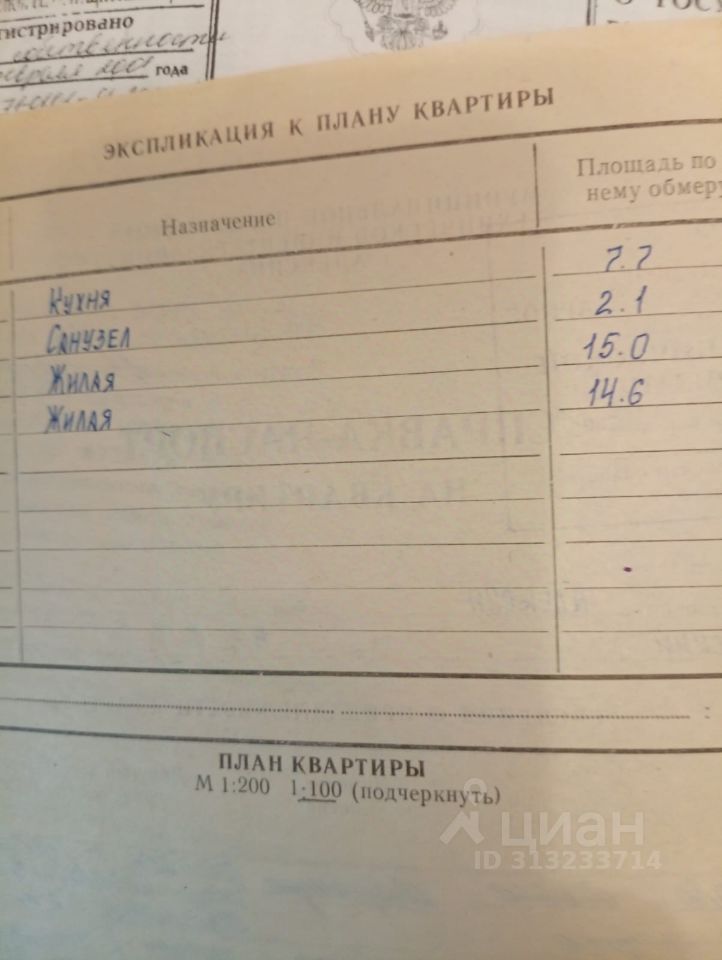 гистрировано
года
ЭКСПЛИКАЦИЯ К ПЛАНУ КВАРТИРЫ
Назначение
Площадь по
нему обмеру
Кухня 7.7
Санузел 2.1
Жилая 15.0
Жилая 14.6
ПЛАН КВАРТИРЫ
М 1:200 1:100 (подчеркнуть)
циан
ID 313233714